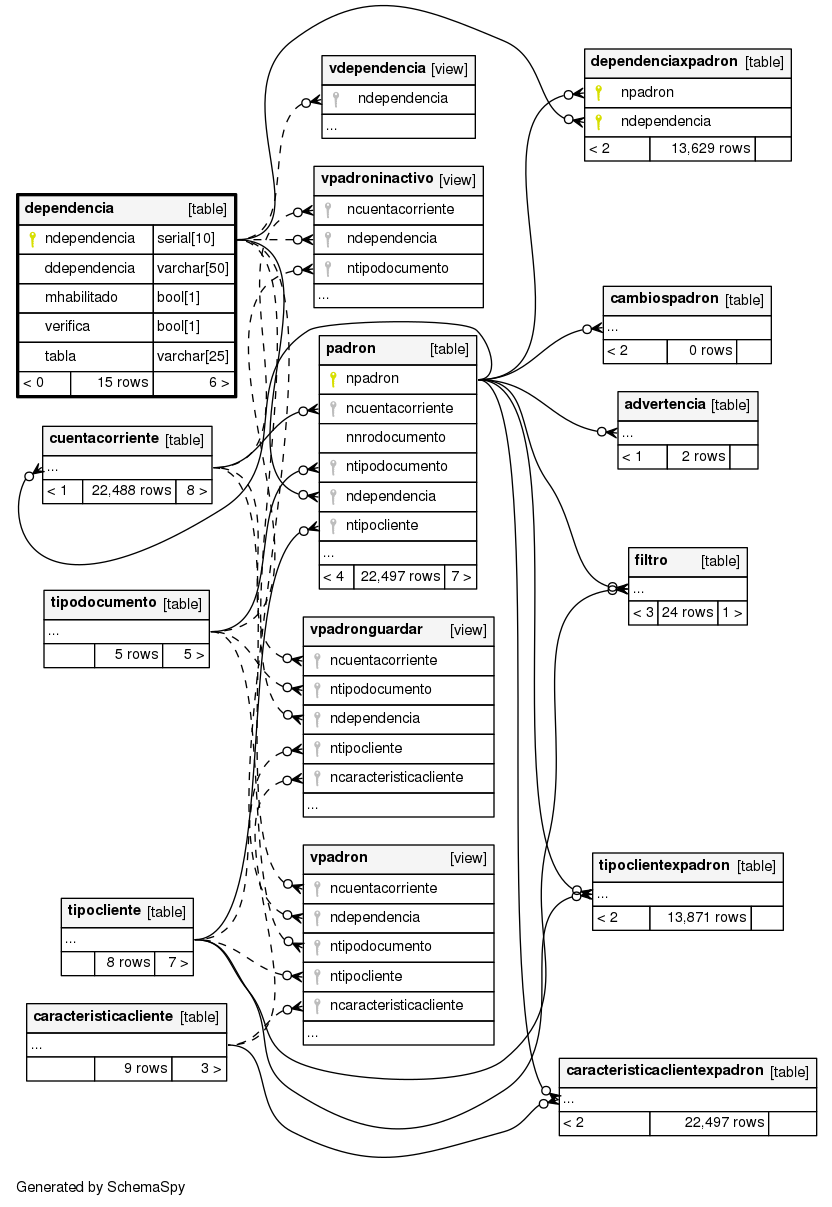 dependencia [table]
ndependencia serial[10]
ddependencia varchar[50]
mhabilitado bool[1]
verifica bool[1]
tabla varchar[25]
< 0 15 rows 6 >
cuentacorriente [table]
...
< 1 22,488 rows 8 >
tipodocumento [table]
...
5 rows 5 >
tipocliente [table]
...
8 rows 7 >
caracteristicacliente [table]
...
9 rows 3 >
vdependencia [view]
ndependencia
...
vpadroninactivo [view]
ncuentacorriente
ndependencia
ntipodocumento
...
padron [table]
npadron
ncuentacorriente
nnrodocumento
ntipodocumento
ndependencia
ntipocliente
...
< 4 22,497 rows 7 >
vpadronguardar [view]
ncuentacorriente
ntipodocumento
ndependencia
ntipocliente
ncaracteristicacliente
...
vpadron [view]
ncuentacorriente
ndependencia
ntipodocumento
ntipocliente
ncaracteristicacliente
...
dependenciaxpadron [table]
npadron
ndependencia
< 2 13,629 rows
cambiospadron [table]
...
< 2 0 rows
advertencia [table]
...
< 1 2 rows
filtro [table]
...
< 3 24 rows 1 >
tipoclientexpadron [table]
...
< 2 13,871 rows
caracteristicaclientexpadron [table]
...
< 2 22,497 rows
Generated by SchemaSpy